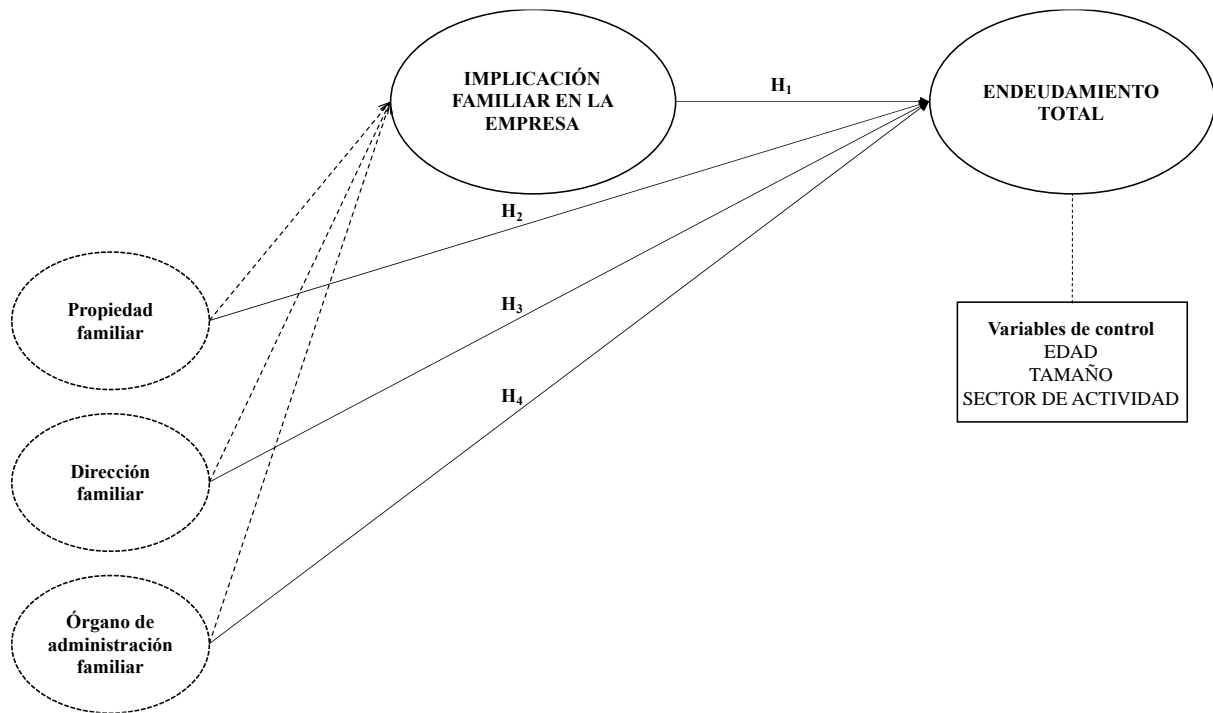 IMPLICACIÓN
FAMILIAR EN LA
EMPRESA
H1
ENDEUDAMIENTO
TOTAL
H2
Propiedad
familiar
H3
Variables de control
EDAD
TAMAÑO
SECTOR DE ACTIVIDAD
H4
Dirección
familiar
Órgano de
administración
familiar